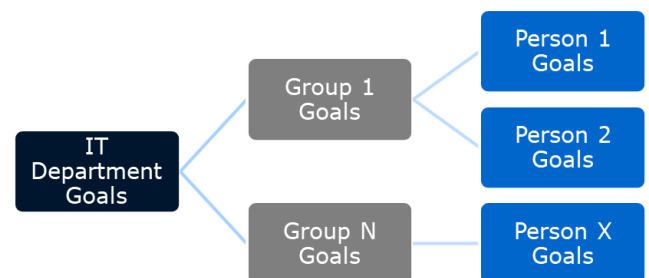 IT
Department
Goals
Group 1
Goals
Group N
Goals
Person 1
Goals
Person 2
Goals
Person X
Goals